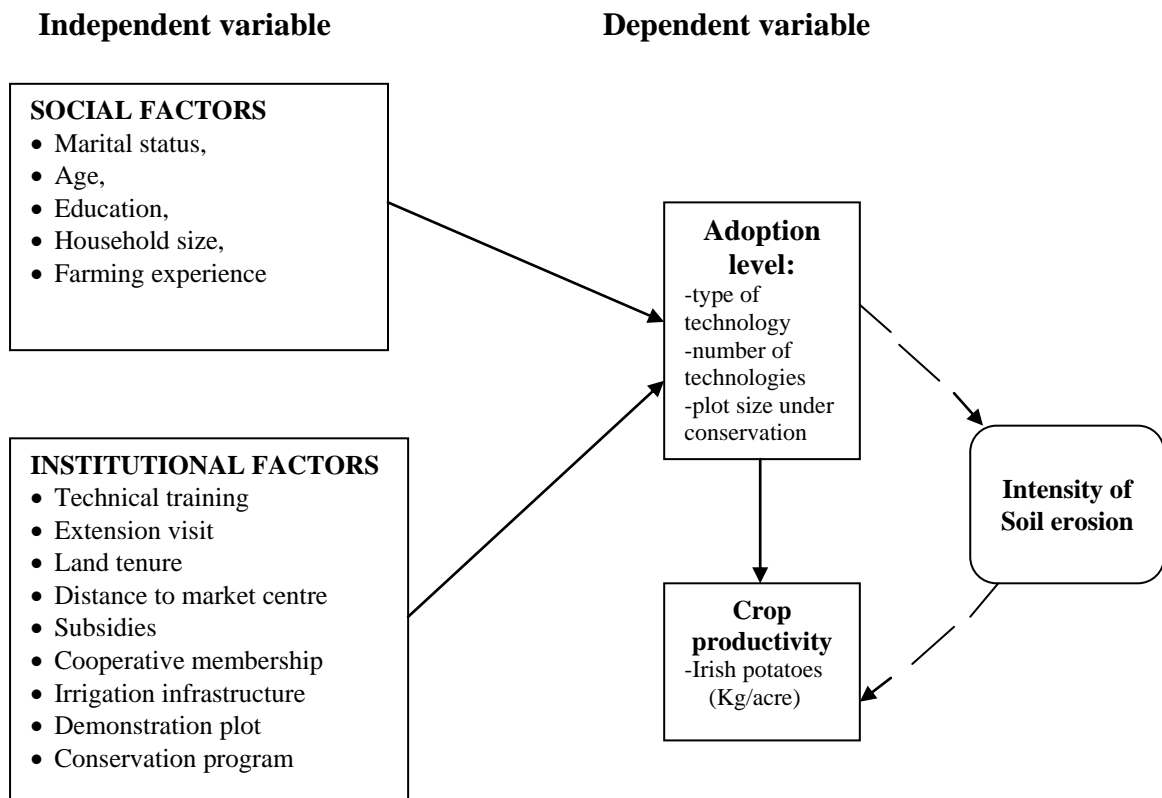 Independent variable
Dependent variable
SOCIAL FACTORS
• Marital status,
• Age,
• Education,
• Household size,
• Farming experience
INSTITUTIONAL FACTORS
• Technical training
• Extension visit
• Land tenure
• Distance to market centre
• Subsidies
• Cooperative membership
• Irrigation infrastructure
• Demonstration plot
• Conservation program
Adoption
level:
-type of
technology
-number of
technologies
-plot size under
conservation
Intensity of
Soil erosion
Crop
productivity
-Irish potatoes
(Kg/acre)